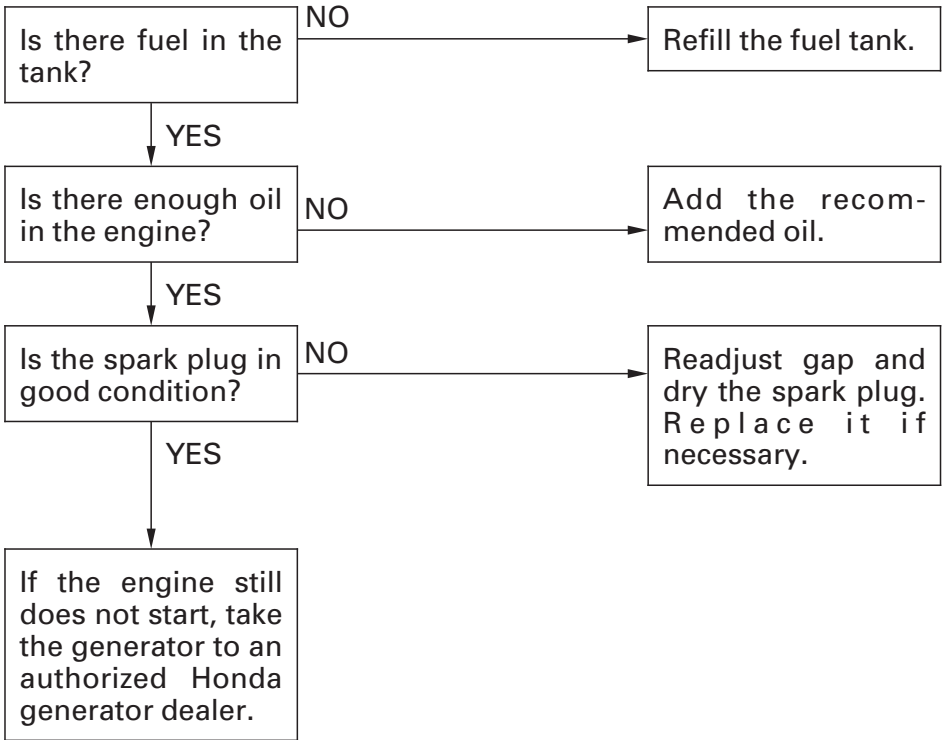 Is there fuel in the
tank?
NO
Refill the fuel tank.
YES
Is there enough oil
in the engine?
NO
Add the recom-
mended oil.
YES
Is the spark plug in
good condition?
NO
Readjust gap and
dry the spark plug.
Replace it if
necessary.
YES
If the engine still
does not start, take
the generator to an
authorized Honda
generator dealer.